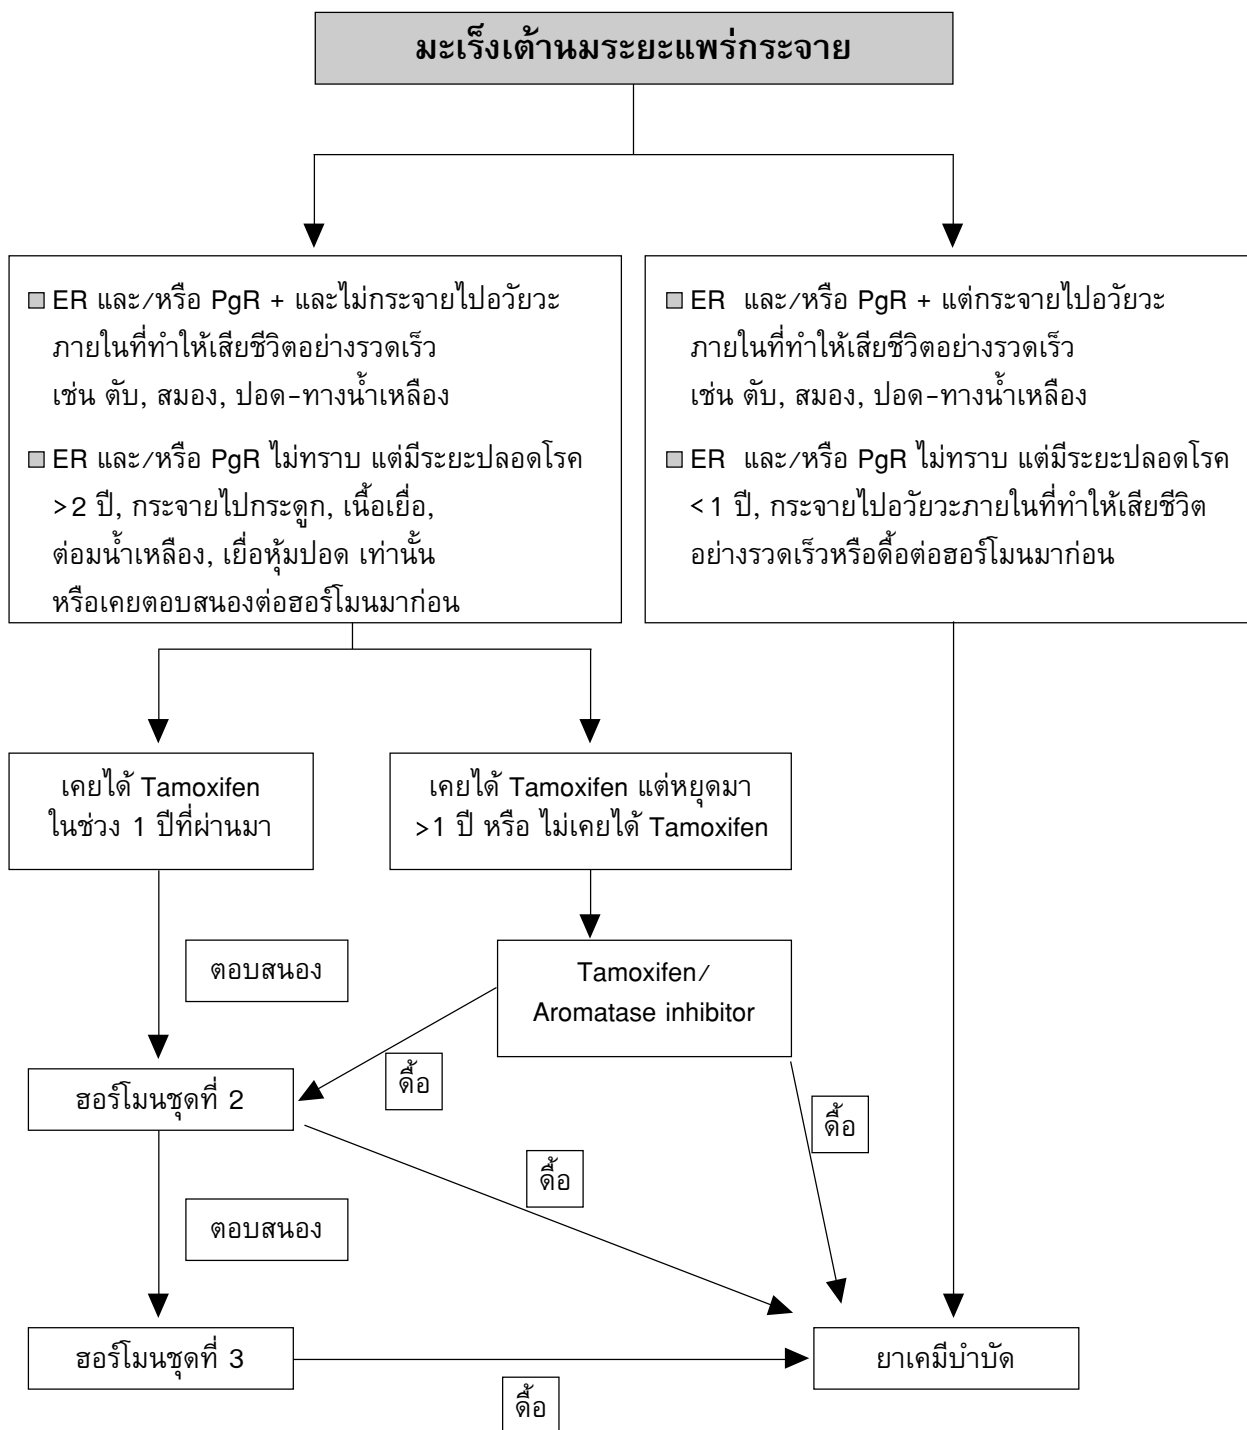 มะเร็งเต้านมระยะแพร่กระจาย
ER และ/หรือ PgR + และไม่กระจายไปอวัยวะ
ภายในที่ทำให้เสียชีวิตอย่างรวดเร็ว
เช่น ตับ, สมอง, ปอด-ทางน้ำเหลือง
ER และ/หรือ PgR ไม่ทราบ แต่มีระยะปลอดโรค
>2 ปี, กระจายไปกระดูก, เนื้อเยื่อ,
ต่อมน้ำเหลือง, เยื่อหุ้มปอด เท่านั้น
หรือเคยตอบสนองต่อฮอร์โมนมาก่อน
ER และ/หรือ PgR + แต่กระจายไปอวัยวะ
ภายในที่ทำให้เสียชีวิตอย่างรวดเร็ว
เช่น ตับ, สมอง, ปอด-ทางน้ำเหลือง
ER และ/หรือ PgR ไม่ทราบ แต่มีระยะปลอดโรค
<1 ปี, กระจายไปอวัยวะภายในที่ทำให้เสียชีวิต
อย่างรวดเร็วหรือดื้อต่อฮอร์โมนมาก่อน
เคยได้ Tamoxifen
ในช่วง 1 ปีที่ผ่านมา
เคยได้ Tamoxifen แต่หยุดมา
>1 ปี หรือ ไม่เคยได้ Tamoxifen
ตอบสนอง
Tamoxifen/
Aromatase inhibitor
ดื้อ
ฮอร์โมนชุดที่ 2
ดื้อ
ดื้อ
ตอบสนอง
ฮอร์โมนชุดที่ 3
ยาเคมีบำบัด
ดื้อ